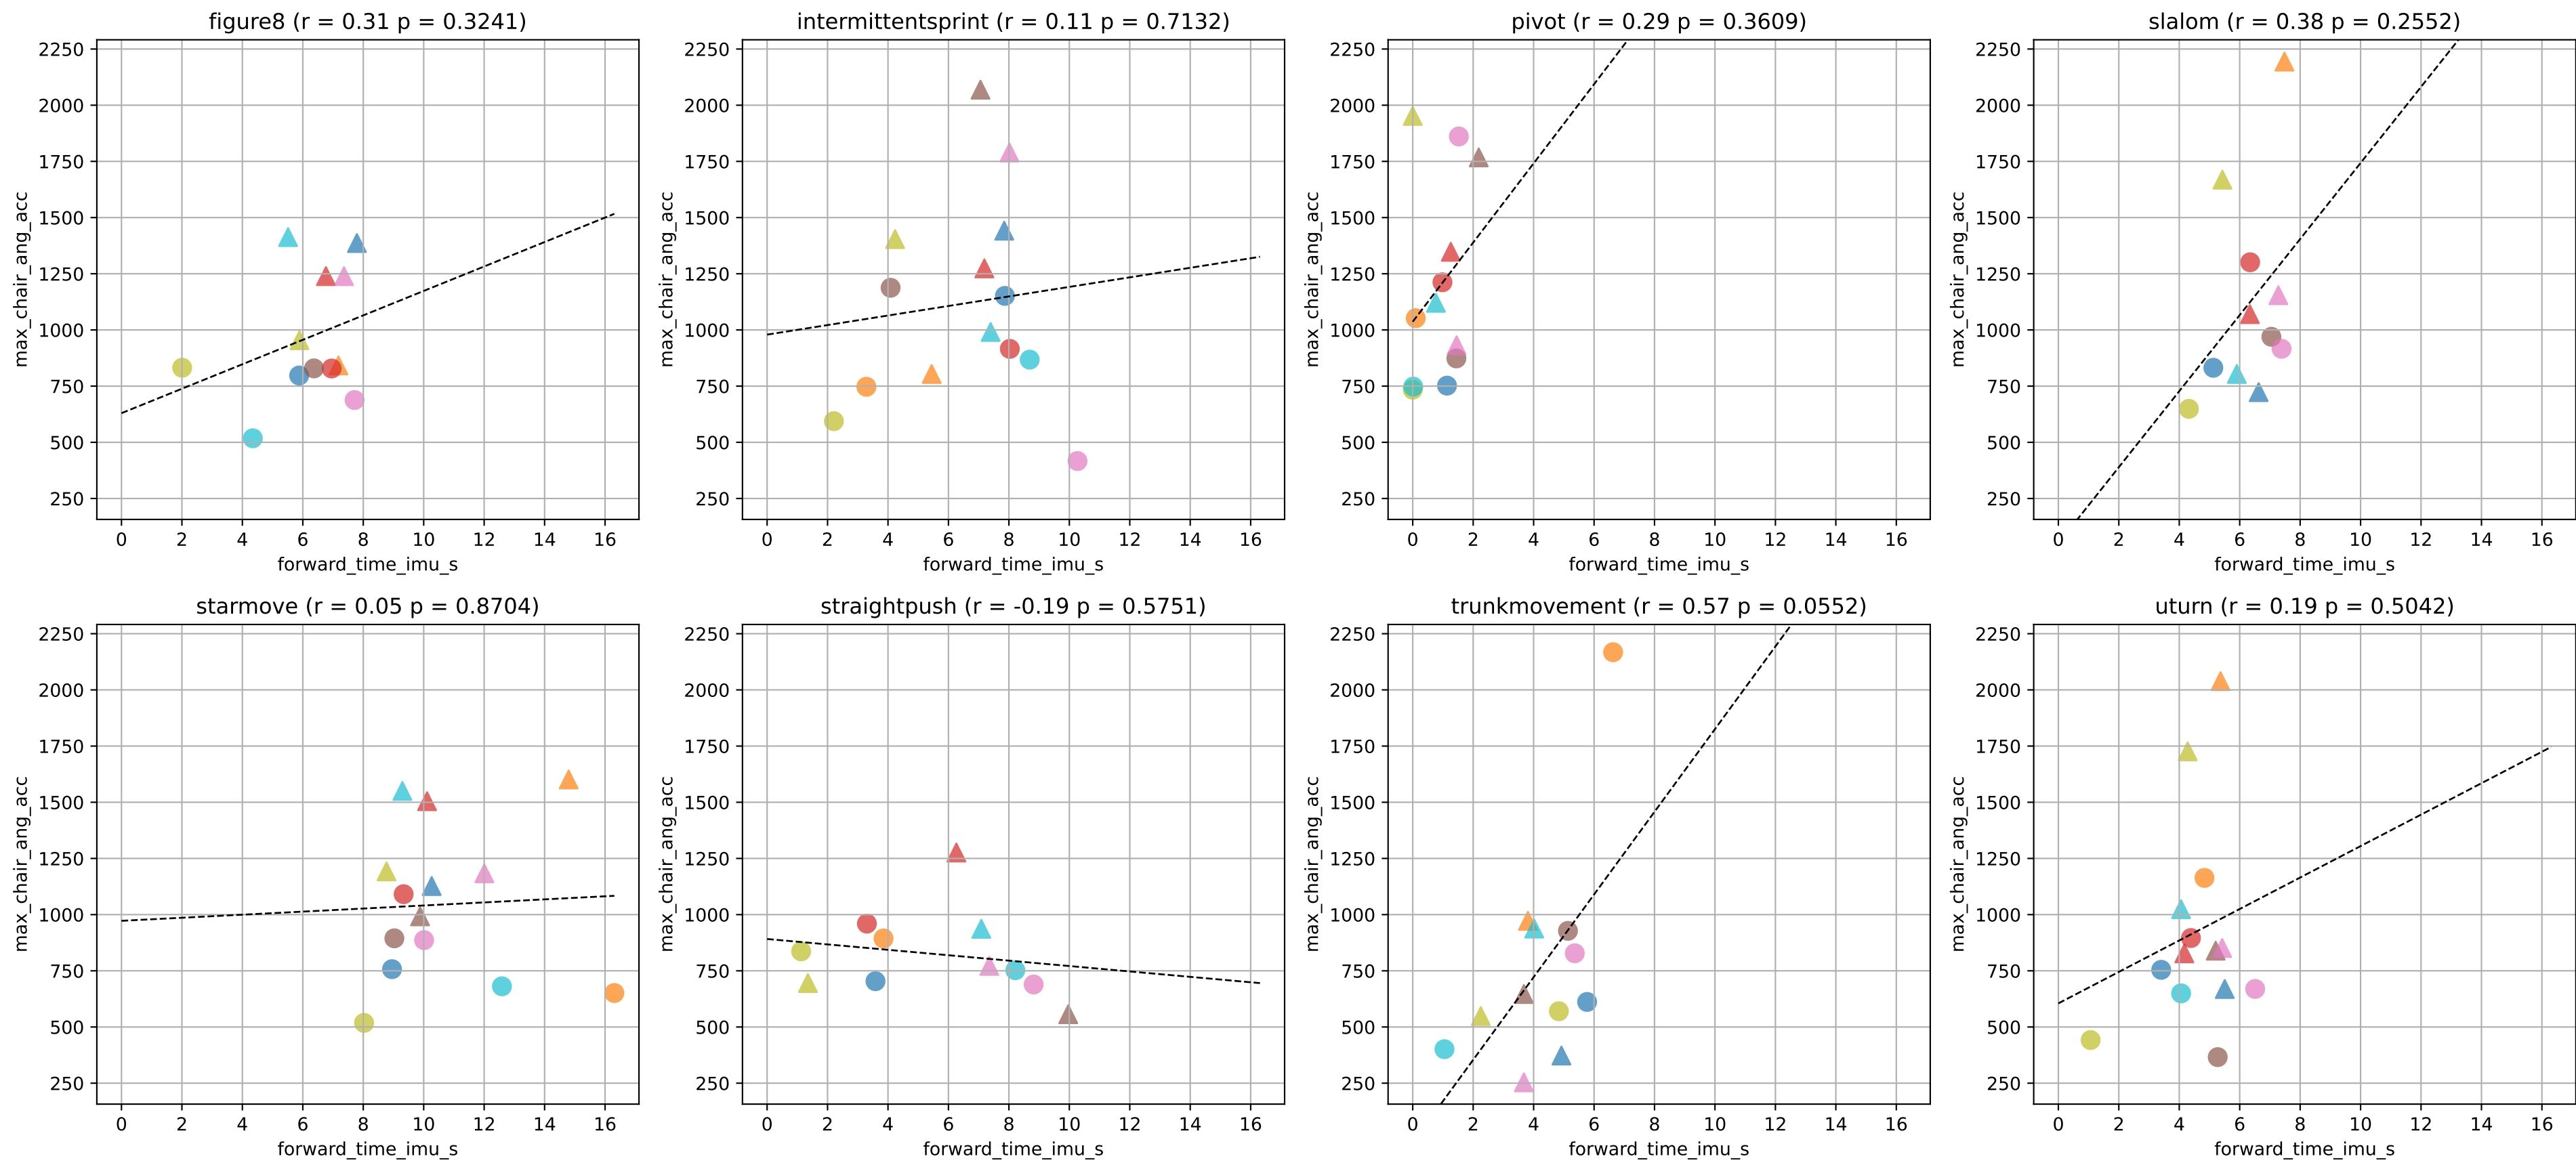 figure8 (r = 0.31 p = 0.3241)
2250
2000
1750
1500
1250
1000
750
500
250
max_chair_ang_acc
0 2 4 6 8 10 12 14 16
forward_time_imu_s
intermittentsprint (r = 0.11 p = 0.7132)
2250
2000
1750
1500
1250
1000
750
500
250
max_chair_ang_acc
0 2 4 6 8 10 12 14 16
forward_time_imu_s
pivot (r = 0.29 p = 0.3609)
2250
2000
1750
1500
1250
1000
750
500
250
max_chair_ang_acc
0 2 4 6 8 10 12 14 16
forward_time_imu_s
slalom (r = 0.38 p = 0.2552)
2250
2000
1750
1500
1250
1000
750
500
250
max_chair_ang_acc
0 2 4 6 8 10 12 14 16
forward_time_imu_s
starmove (r = 0.05 p = 0.8704)
2250
2000
1750
1500
1250
1000
750
500
250
max_chair_ang_acc
0 2 4 6 8 10 12 14 16
forward_time_imu_s
straightpush (r = -0.19 p = 0.5751)
2250
2000
1750
1500
1250
1000
750
500
250
max_chair_ang_acc
0 2 4 6 8 10 12 14 16
forward_time_imu_s
trunkmovement (r = 0.57 p = 0.0552)
2250
2000
1750
1500
1250
1000
750
500
250
max_chair_ang_acc
0 2 4 6 8 10 12 14 16
forward_time_imu_s
uturn (r = 0.19 p = 0.5042)
2250
2000
1750
1500
1250
1000
750
500
250
max_chair_ang_acc
0 2 4 6 8 10 12 14 16
forward_time_imu_s